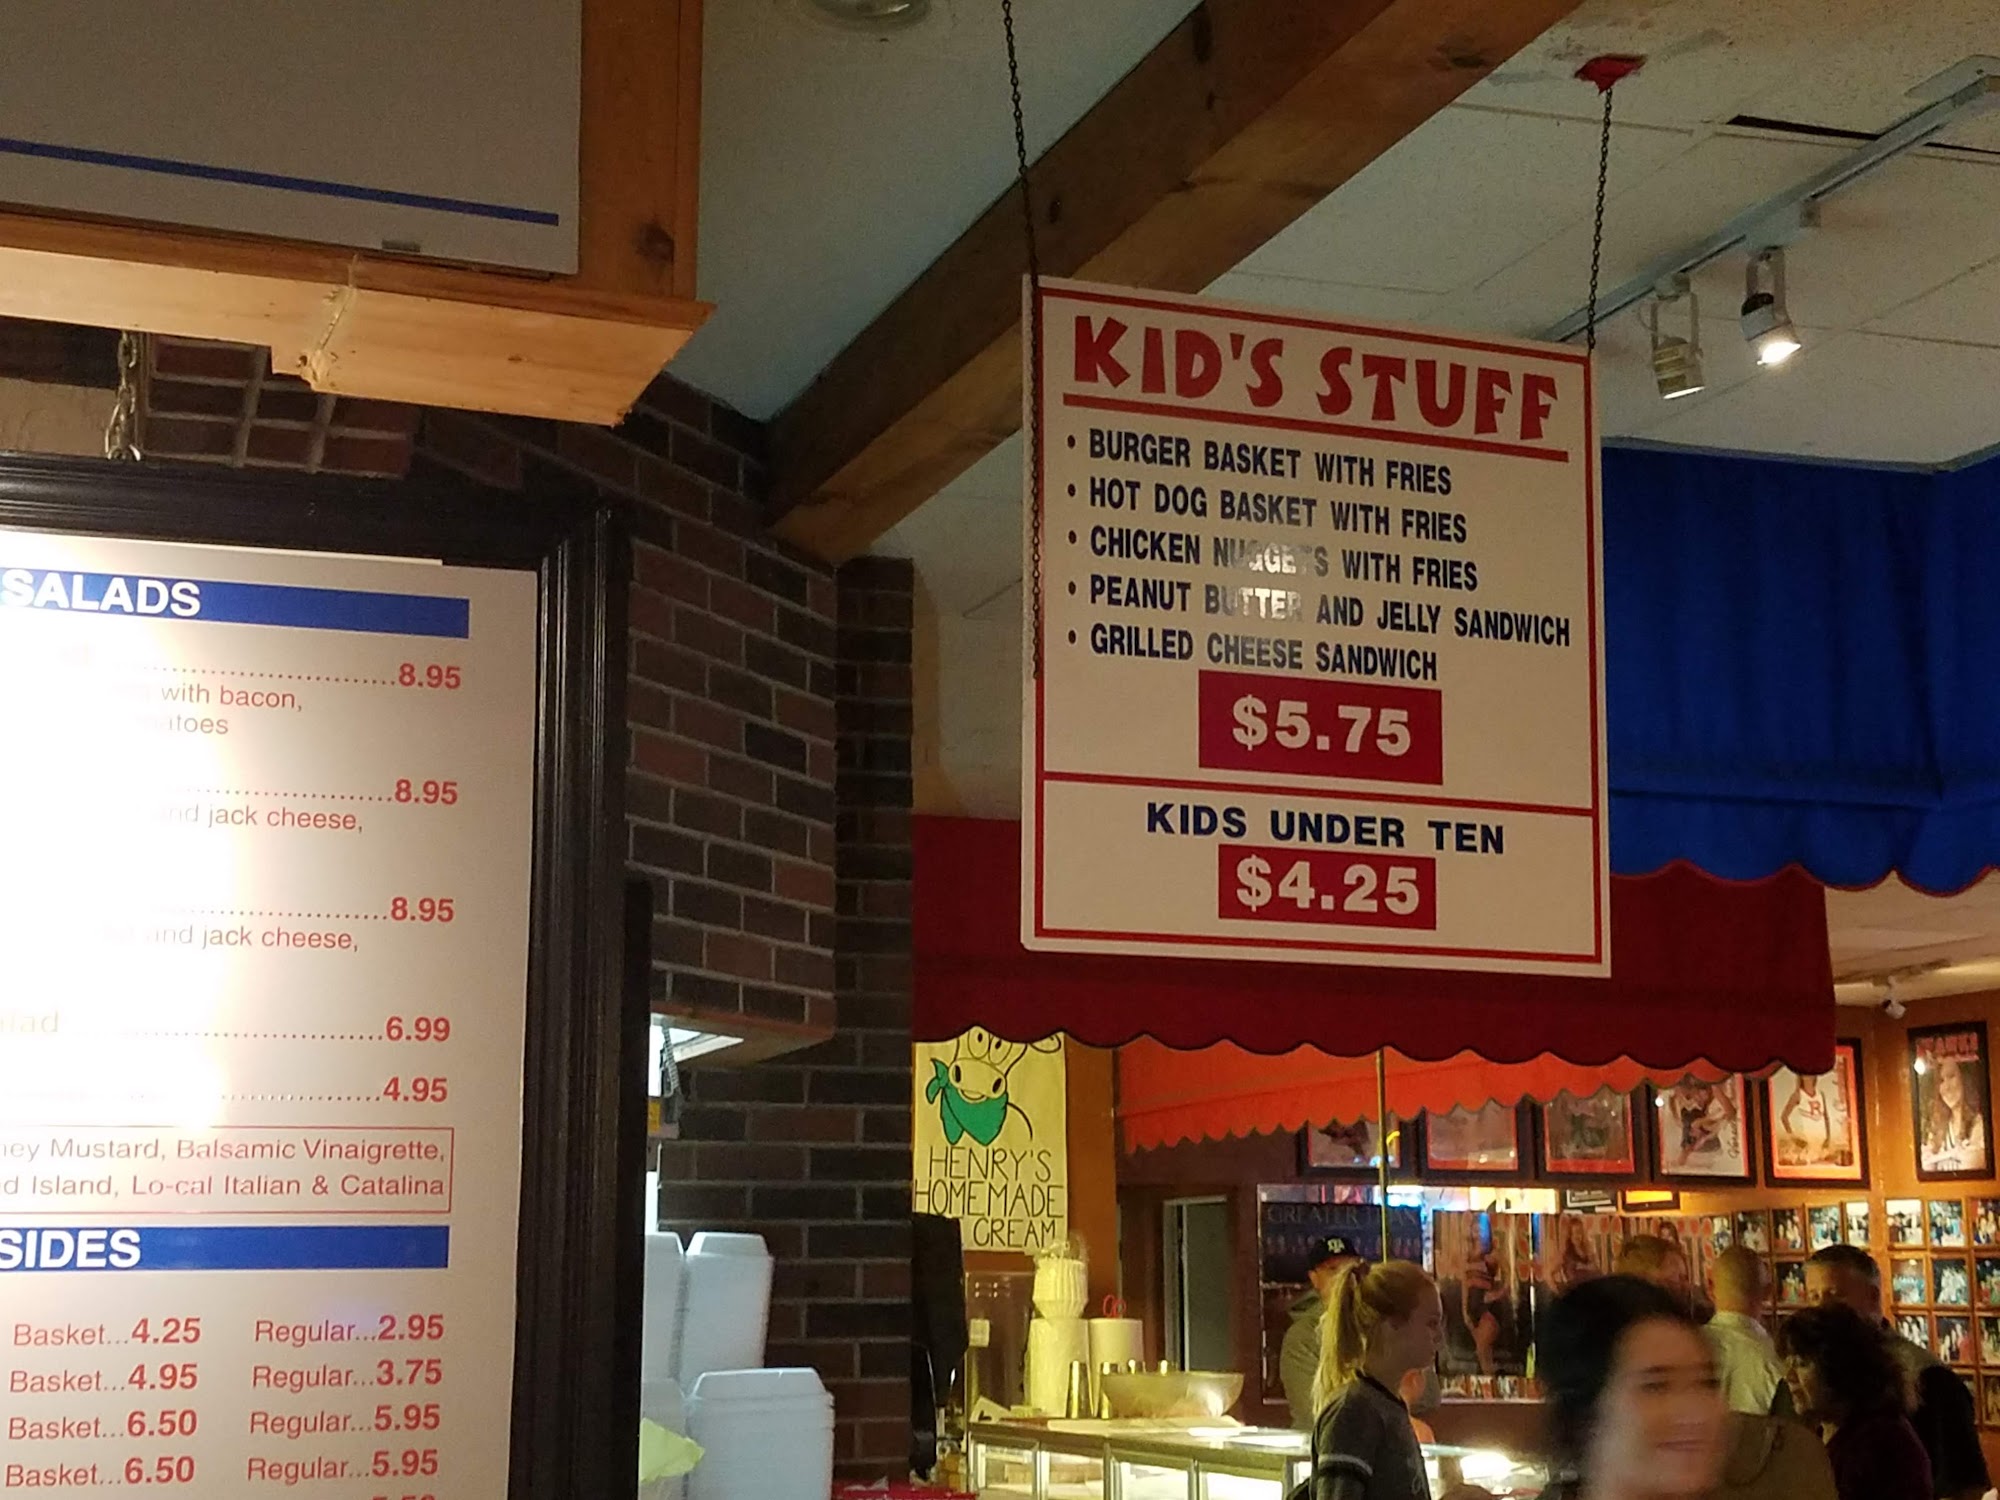 SALADS
8.95
with bacon,
8.95
and jack cheese,
8.95
and jack cheese,
6.99
4.95
Mustard, Balsamic Vinaigrette,
Island, Lo-cal Italian & Catalina
SIDES
Basket...4.25 Regular...2.95
Basket...4.95 Regular...3.75
Basket...6.50 Regular...5.95
Basket...6.50 Regular...5.95
KID'S STUFF
• BURGER BASKET WITH FRIES
• HOT DOG BASKET WITH FRIES
• CHICKEN NUGGETS WITH FRIES
• PEANUT BUTTER AND JELLY SANDWICH
• GRILLED CHEESE SANDWICH
$5.75
KIDS UNDER TEN
$4.25
HENRY'S
HOMEMADE
CREAM
GREATER